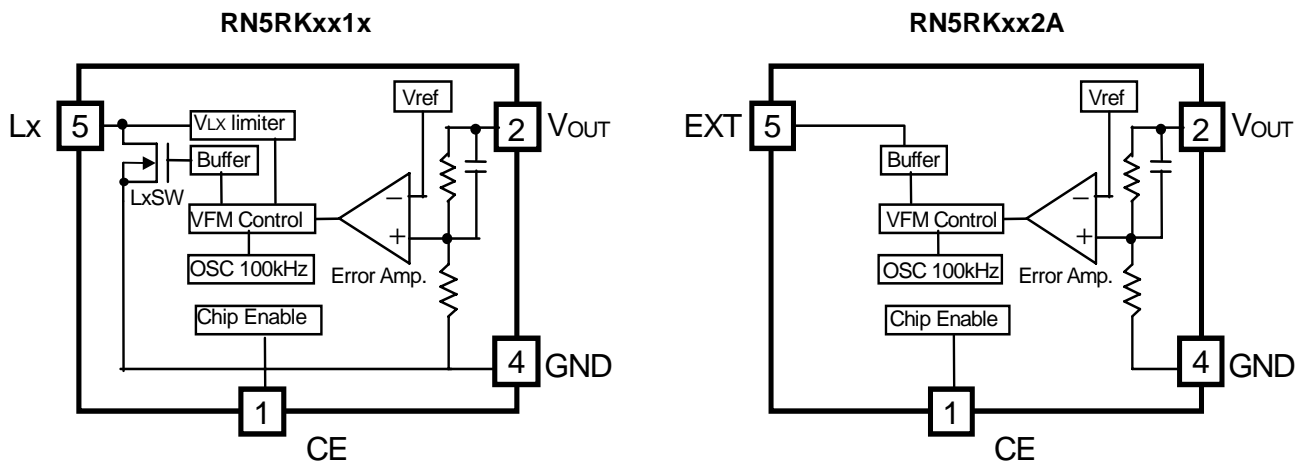 RN5RKxx1x
Lx
5
VLX limiter
Buffer
LxSW
VFM Control
OSC 100kHz
Chip Enable
Vref
−
+
Error Amp.
2
VOUT
4
GND
1
CE
RN5RKxx2A
EXT
5
Buffer
VFM Control
OSC 100kHz
Chip Enable
Vref
−
+
Error Amp.
2
VOUT
4
GND
1
CE